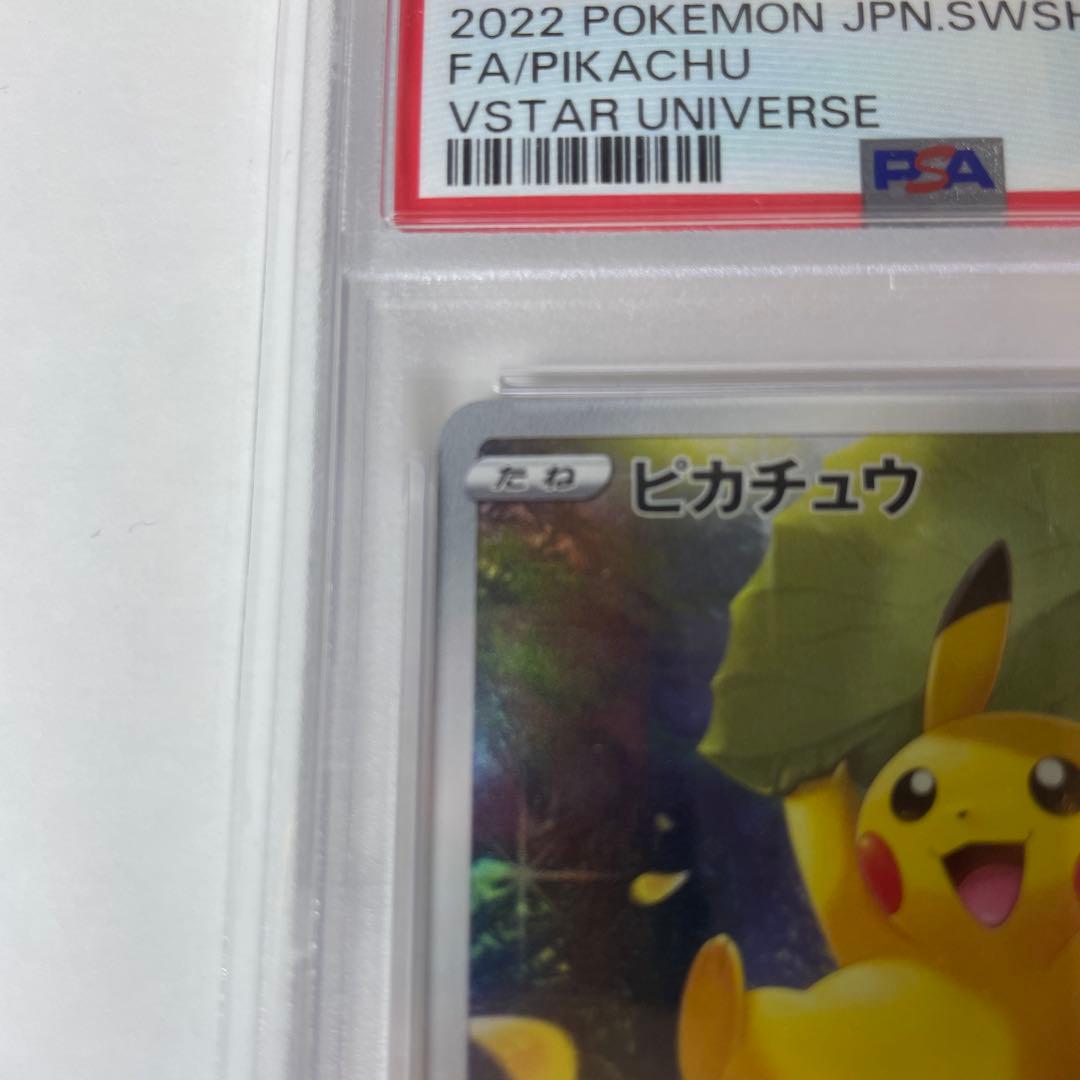 2022 POKEMON JPN.SWSH
FA/PIKACHU
VSTAR UNIVERSE
PSA
たね ピカチュウ